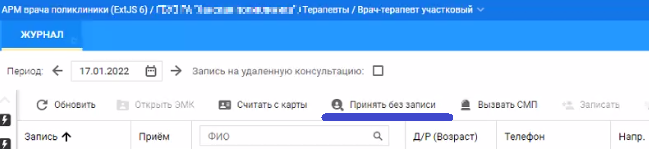 АРМ врача поликлиники (ExtJS 6) / /Терапевты / Врач-терапевт участковый
ЖУРНАЛ
Период: 17.01.2022 Запись на удаленную консультацию:
Обновить Открыть ЭМК Считать с карты Принять без записи Вызвать СМП Записать
Запись Приём ФИО Д/Р (Возраст) Телефон Напр.